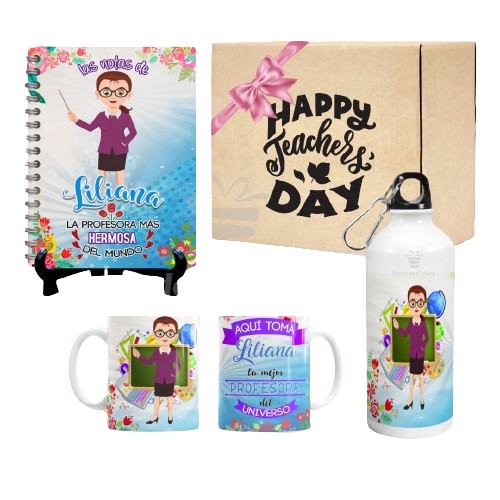 las notas de
Liliana
LA PROFESORA MÁS
HERMOSA
DEL MUNDO
HAPPY
Teachers'
DAY
AQUÍ TOMA
Liliana
la mejor
PROFESORA
del
UNIVERSO